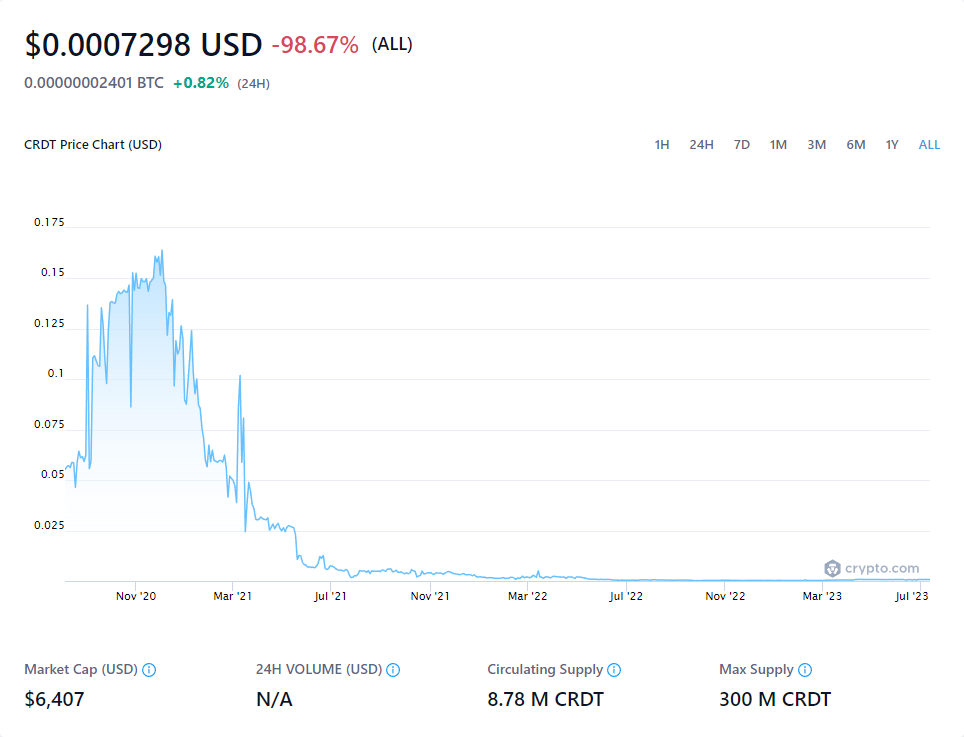 $0.0007298 USD -98.67% (ALL)
0.00000002401 BTC +0.82% (24H)
CRDT Price Chart (USD) 1H 24H 7D 1M 3M 6M 1Y ALL
0.175
0.15
0.125
0.1
0.075
0.05
0.025
crypto.com
Nov '20 Mar '21 Jul '21 Nov '21 Mar '22 Jul '22 Nov '22 Mar '23 Jul '23
Market Cap (USD) 24H VOLUME (USD) Circulating Supply Max Supply
$6,407 N/A 8.78 M CRDT 300 M CRDT